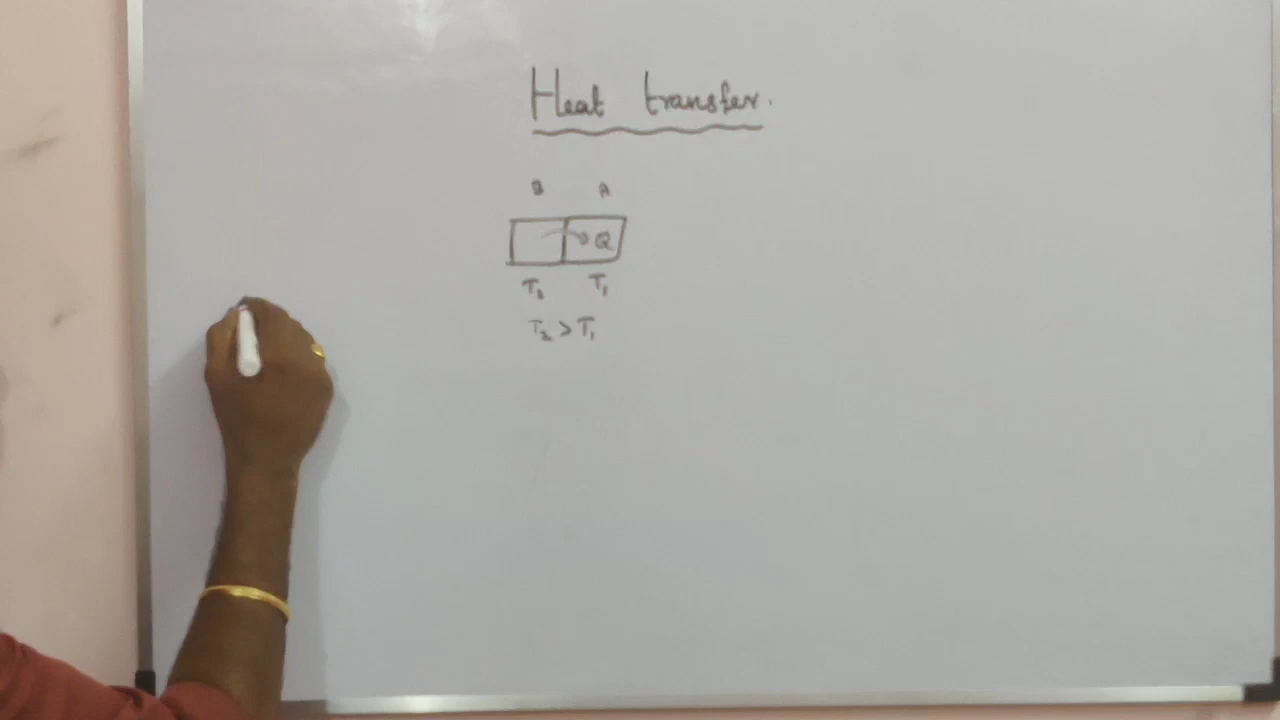 Heat transfer.
B A
Q
T₂ T₁
T₂ > T₁